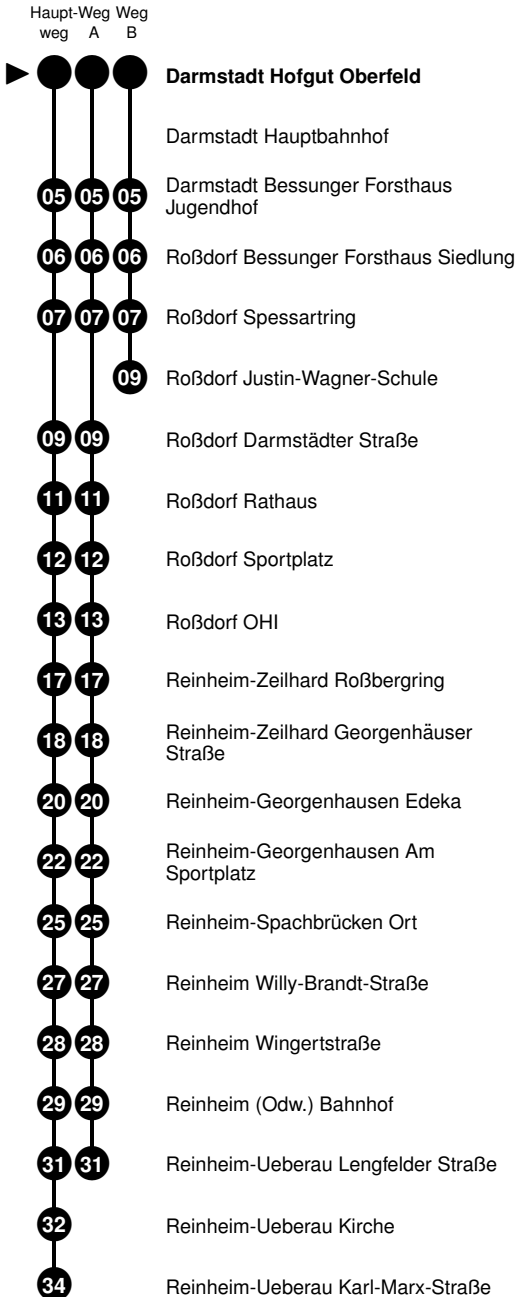 Haupt- Weg Weg
weg A B
Darmstadt Hofgut Oberfeld
Darmstadt Hauptbahnhof
05 05 05 Darmstadt Bessunger Forsthaus
Jugendhof
06 06 06 Roßdorf Bessunger Forsthaus Siedlung
07 07 07 Roßdorf Spessartring
09 Roßdorf Justin-Wagner-Schule
09 09 Roßdorf Darmstädter Straße
11 11 Roßdorf Rathaus
12 12 Roßdorf Sportplatz
13 13 Roßdorf OHI
17 17 Reinheim-Zeilhard Roßbergring
18 18 Reinheim-Zeilhard Georgenhäuser
Straße
20 20 Reinheim-Georgenhausen Edeka
22 22 Reinheim-Georgenhausen Am
Sportplatz
25 25 Reinheim-Spachbrücken Ort
27 27 Reinheim Willy-Brandt-Straße
28 28 Reinheim Wingertstraße
29 29 Reinheim (Odw.) Bahnhof
31 31 Reinheim-Ueberau Lengfelder Straße
32 Reinheim-Ueberau Kirche
34 Reinheim-Ueberau Karl-Marx-Straße